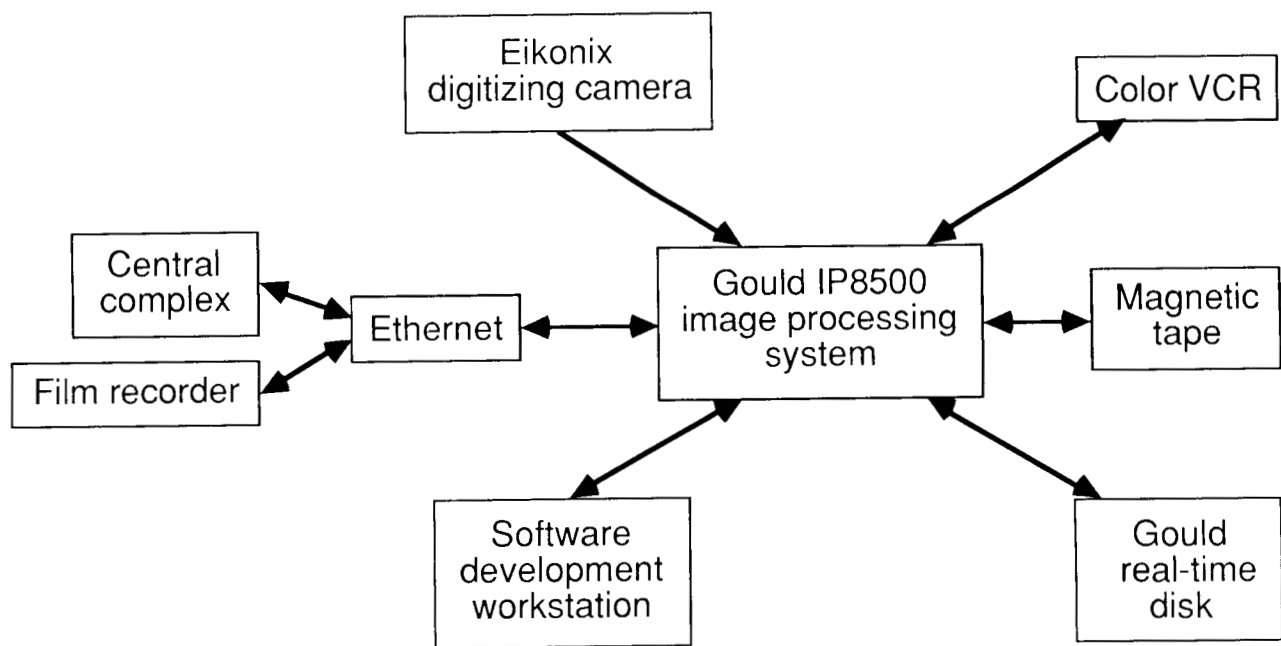 Eikonix
digitizing camera
Color VCR
Central
complex
Gould IP8500
image processing
system
Magnetic
tape
Ethernet
Film recorder
Software
development
workstation
Gould
real-time
disk